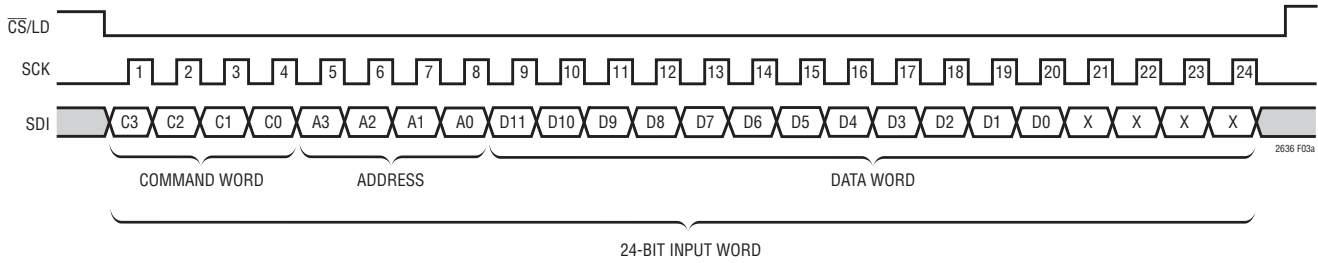 CS/LD
SCK
1 2 3 4 5 6 7 8 9 10 11 12 13 14 15 16 17 18 19 20 21 22 23 24
SDI
C3 C2 C1 C0 A3 A2 A1 A0 D11 D10 D9 D8 D7 D6 D5 D4 D3 D2 D1 D0 X X X X
2636 F03a
COMMAND WORD ADDRESS DATA WORD
24-BIT INPUT WORD